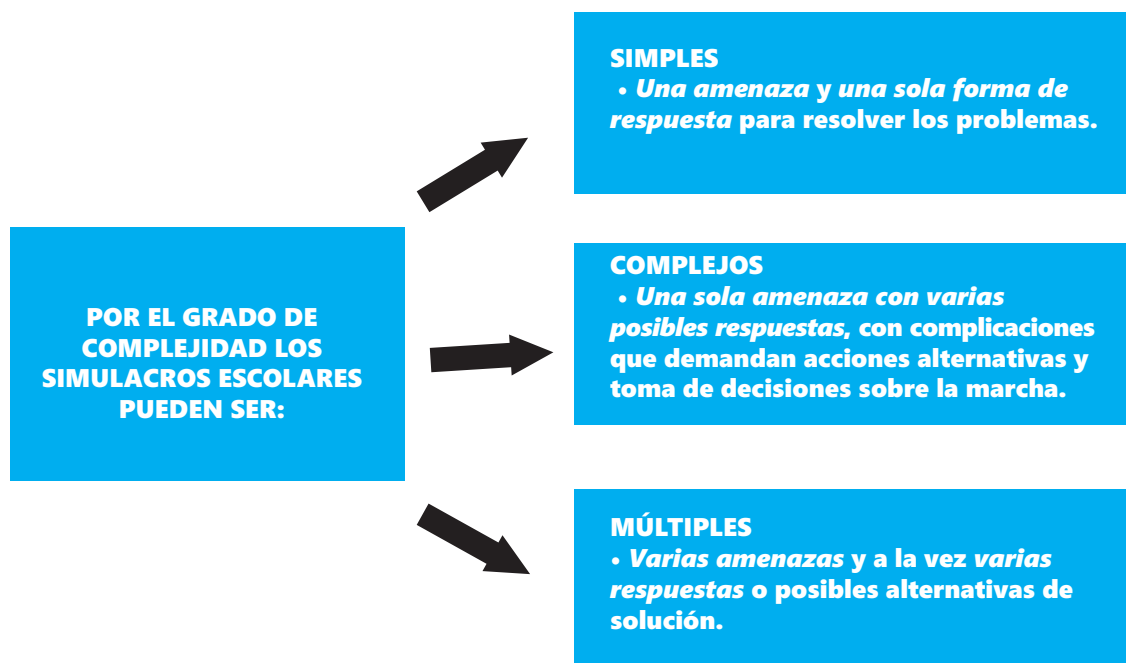 POR EL GRADO DE
COMPLEJIDAD LOS
SIMULACROS ESCOLARES
PUEDEN SER:
SIMPLES
• Una amenaza y una sola forma de
respuesta para resolver los problemas.
COMPLEJOS
• Una sola amenaza con varias
posibles respuestas, con complicaciones
que demandan acciones alternativas y
toma de decisiones sobre la marcha.
MÚLTIPLES
• Varias amenazas y a la vez varias
respuestas o posibles alternativas de
solución.